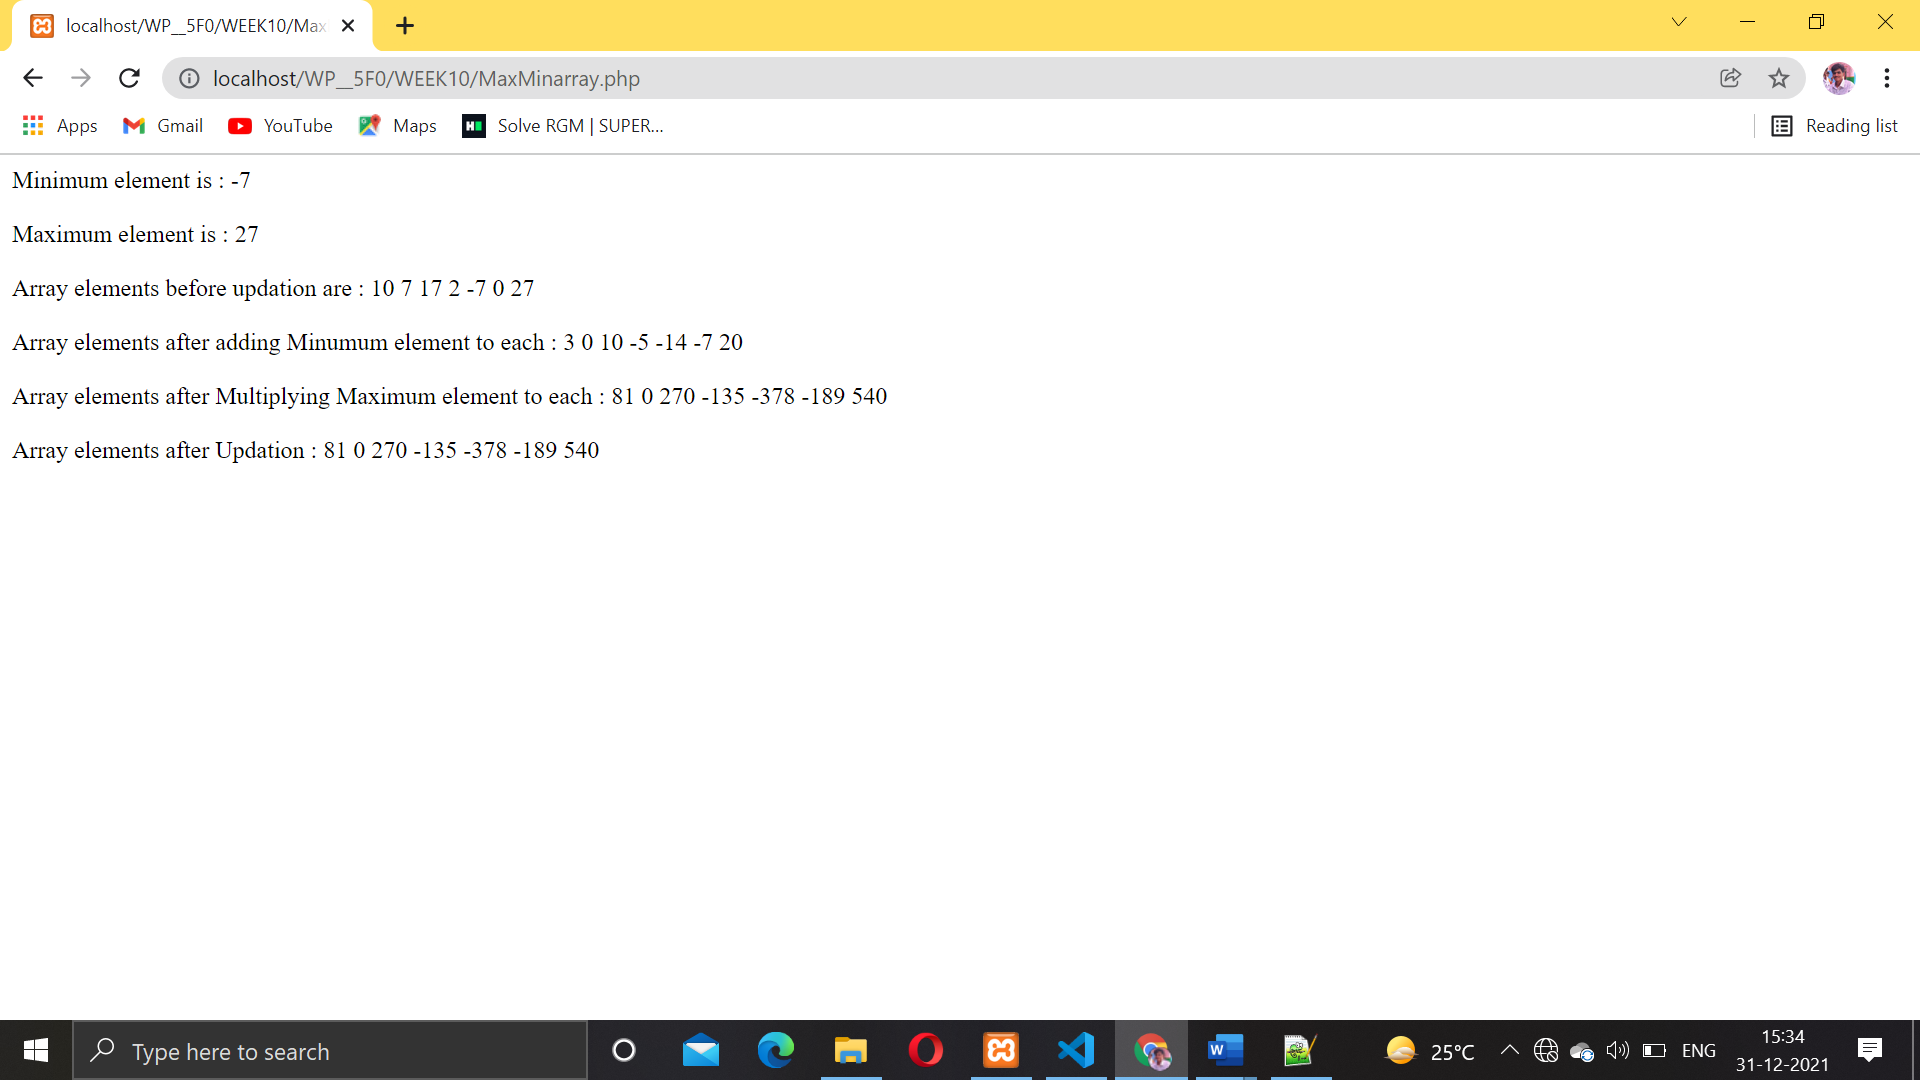 localhost/WP__5F0/WEEK10/Max
localhost/WP__5F0/WEEK10/MaxMinarray.php
Apps Gmail YouTube Maps Solve RGM | SUPER... Reading list
Minimum element is : -7
Maximum element is : 27
Array elements before updation are : 10 7 17 2 -7 0 27
Array elements after adding Minumum element to each : 3 0 10 -5 -14 -7 20
Array elements after Multiplying Maximum element to each : 81 0 270 -135 -378 -189 540
Array elements after Updation : 81 0 270 -135 -378 -189 540
Type here to search
25°C
ENG
15:34
31-12-2021